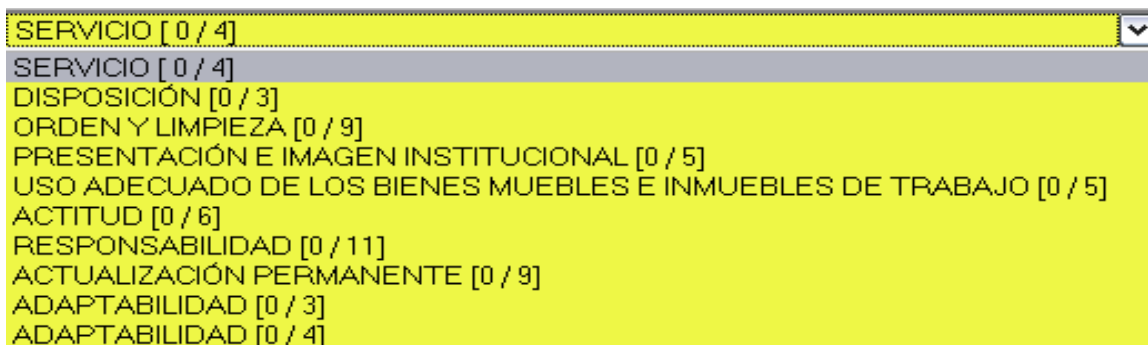 SERVICIO [ 0 / 4]
SERVICIO [ 0 / 4]
DISPOSICIÓN [0 / 3]
ORDEN Y LIMPIEZA [0 / 9]
PRESENTACIÓN E IMAGEN INSTITUCIONAL [0 / 5]
USO ADECUADO DE LOS BIENES MUEBLES E INMUEBLES DE TRABAJO [0 / 5]
ACTITUD [0 / 6]
RESPONSABILIDAD [0 / 11]
ACTUALIZACIÓN PERMANENTE [0 / 9]
ADAPTABILIDAD [0 / 3]
ADAPTABILIDAD [0 / 4]